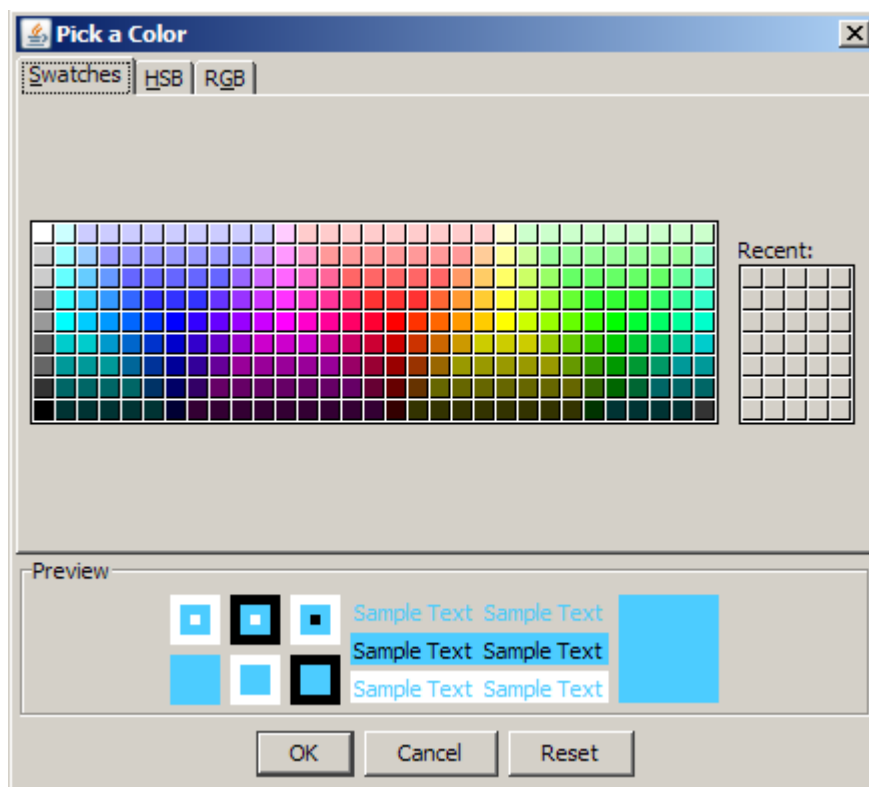 Pick a Color
Swatches HSB RGB
Recent:
Preview
Sample Text Sample Text
Sample Text Sample Text
Sample Text Sample Text
OK Cancel Reset